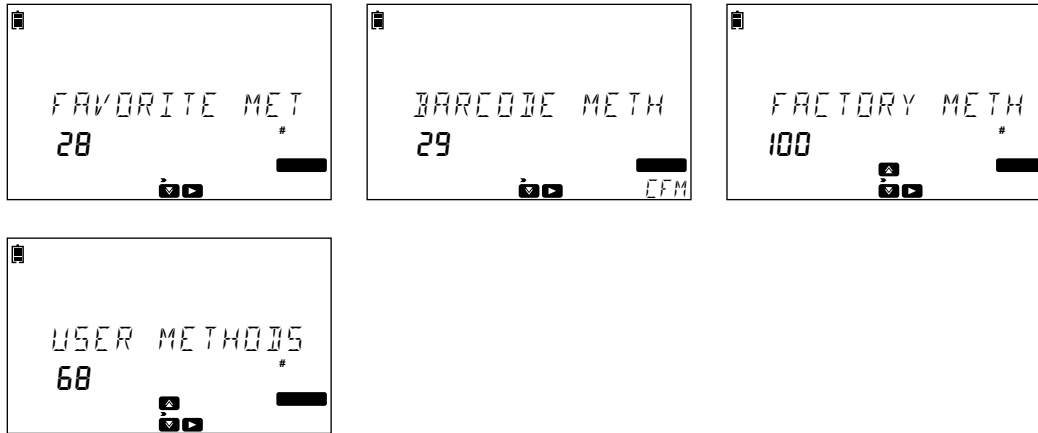 FAVORITE MET
#
28
BARCODE METH
29
CFM
FACTORY METH
#
100
USER METHODS
#
68